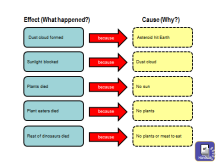 Effect (What happened?) Cause (Why?)
Dust cloud formed because Asteroid hit Earth
Sunlight blocked because Dust cloud
Plants died because No sun
Plant eaters died because No plants
Rest of dinosaurs died because No plants or meat to eat